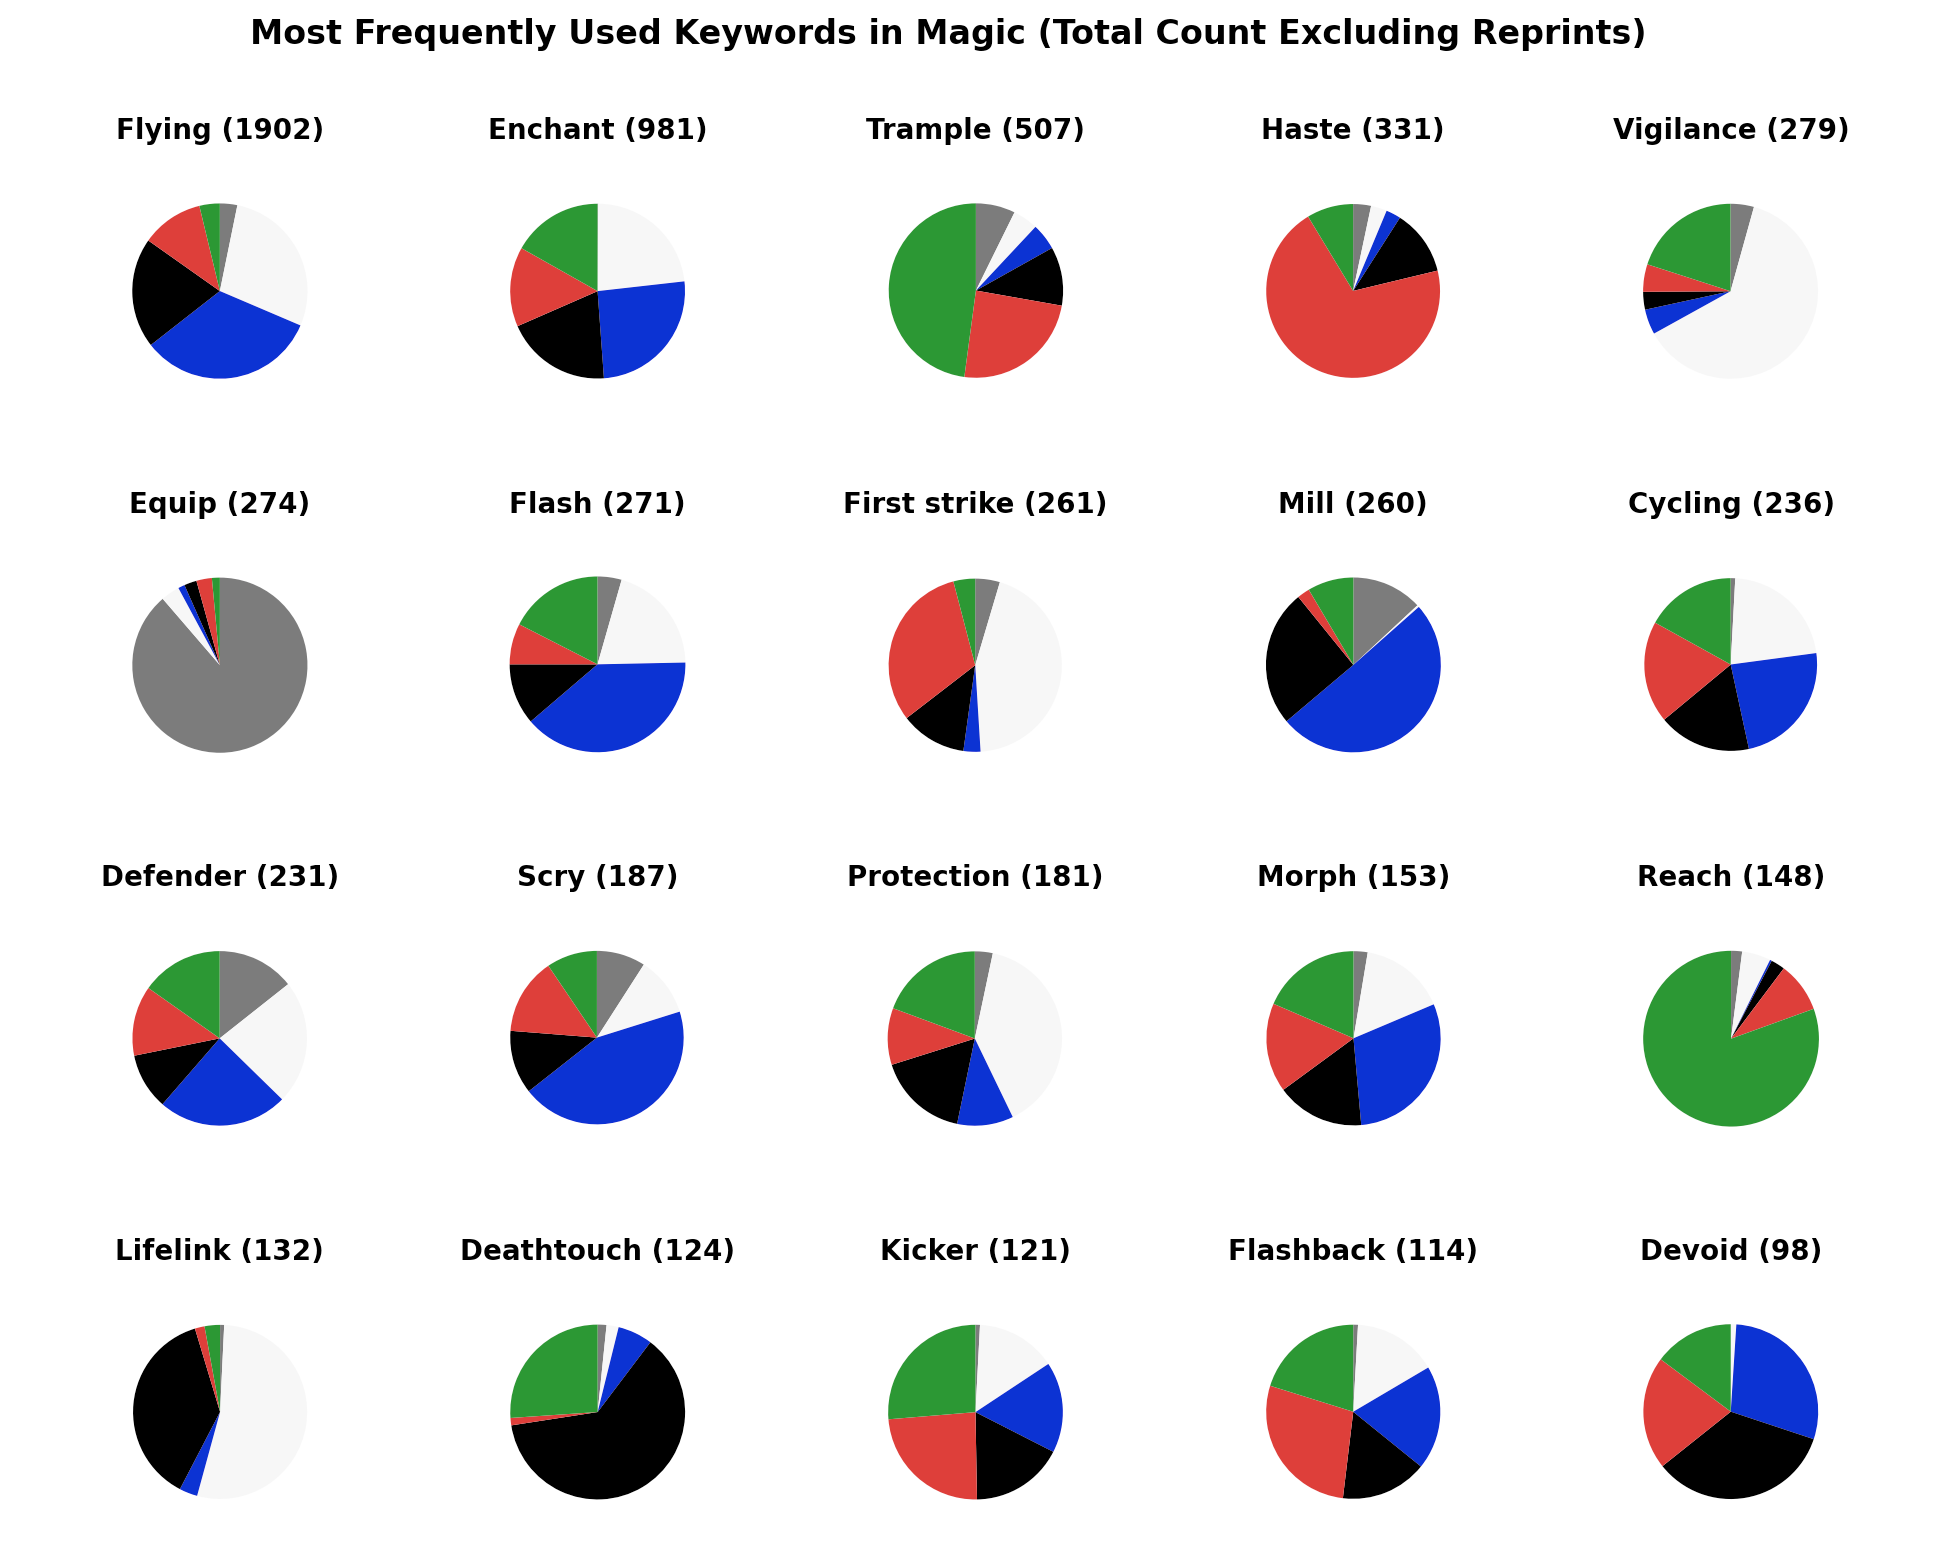 Most Frequently Used Keywords in Magic (Total Count Excluding Reprints)
Flying (1902)
Enchant (981)
Trample (507)
Haste (331)
Vigilance (279)
Equip (274)
Flash (271)
First strike (261)
Mill (260)
Cycling (236)
Defender (231)
Scry (187)
Protection (181)
Morph (153)
Reach (148)
Lifelink (132)
Deathtouch (124)
Kicker (121)
Flashback (114)
Devoid (98)